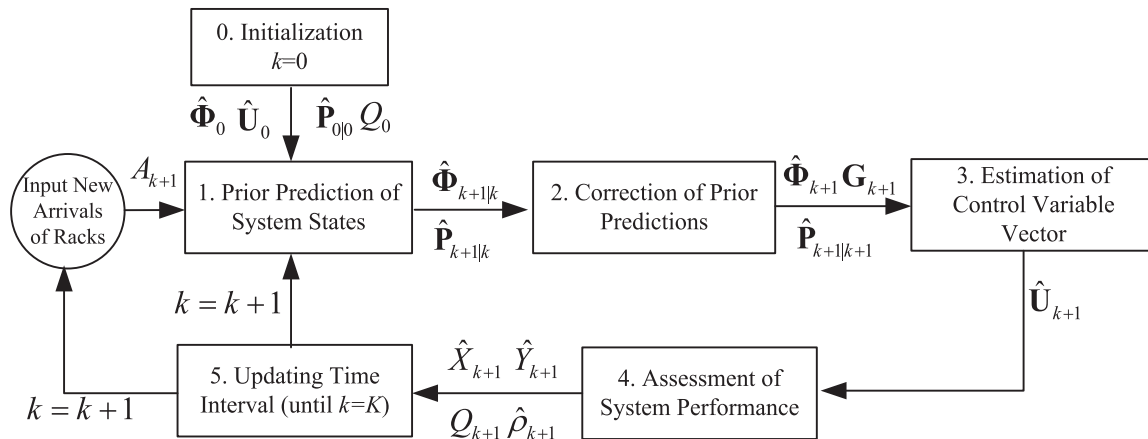 0. Initialization
k=0
Φ̂₀ Û₀ P̂₀|₀ Q₀
Input New
Arrivals
of Racks
Aₖ₊₁
1. Prior Prediction of
System States
Φ̂ₖ₊₁|ₖ
P̂ₖ₊₁|ₖ
2. Correction of Prior
Predictions
Φ̂ₖ₊₁ Gₖ₊₁
P̂ₖ₊₁|ₖ₊₁
3. Estimation of
Control Variable
Vector
Ûₖ₊₁
4. Assessment of
System Performance
X̂ₖ₊₁ Ŷₖ₊₁
Qₖ₊₁ ρ̂ₖ₊₁
5. Updating Time
Interval (until k=K)
k = k + 1
k = k + 1